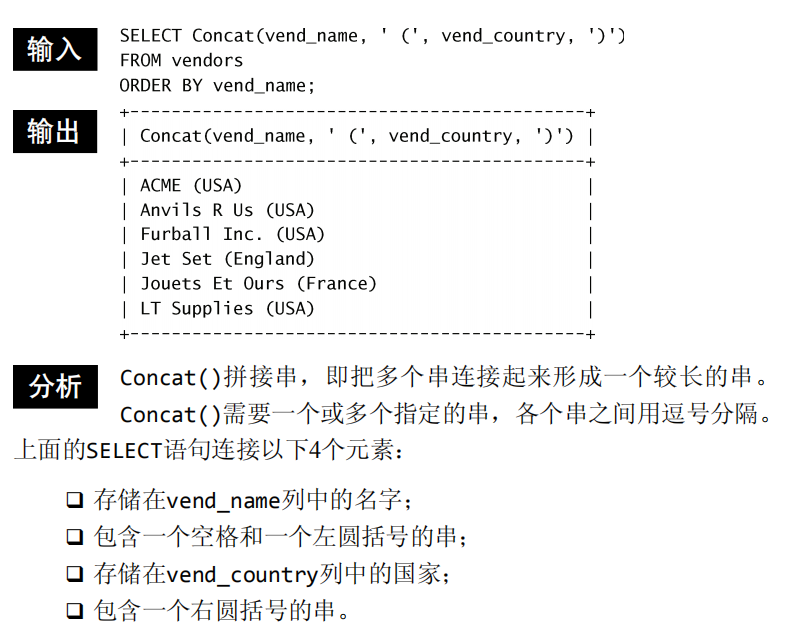 输入
SELECT Concat(vend_name, ' (', vend_country, ')')
FROM vendors
ORDER BY vend_name;
输出
+--------------------------------------------+
| Concat(vend_name, ' (', vend_country, ')') |
+--------------------------------------------+
| ACME (USA)                                 |
| Anvils R Us (USA)                          |
| Furball Inc. (USA)                         |
| Jet Set (England)                          |
| Jouets Et Ours (France)                    |
| LT Supplies (USA)                          |
+--------------------------------------------+
分析
Concat()拼接串，即把多个串连接起来形成一个较长的串。
Concat()需要一个或多个指定的串，各个串之间用逗号分隔。
上面的SELECT语句连接以下4个元素：
❑ 存储在vend_name列中的名字；
❑ 包含一个空格和一个左圆括号的串；
❑ 存储在vend_country列中的国家；
❑ 包含一个右圆括号的串。